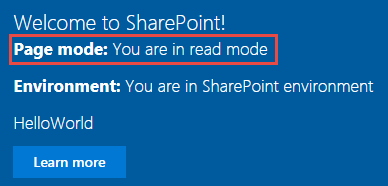 Welcome to SharePoint!
Page mode: You are in read mode
Environment: You are in SharePoint environment
HelloWorld
Learn more